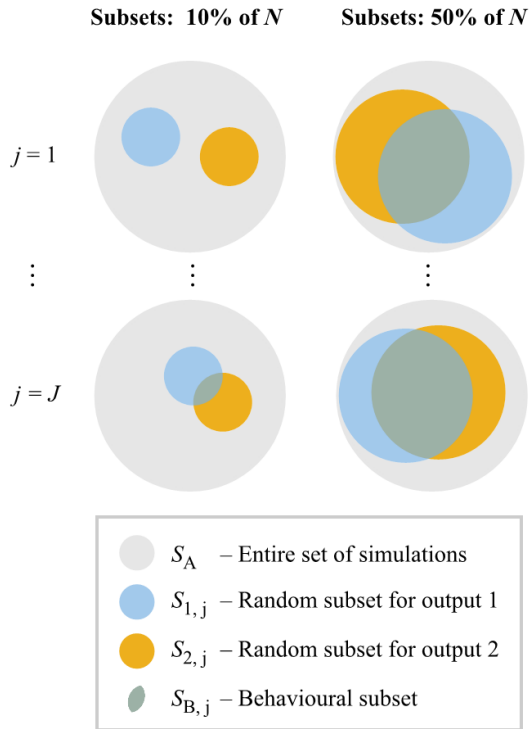 Subsets: 10% of N Subsets: 50% of N
j = 1
⋮ ⋮ ⋮
j = J
S_A – Entire set of simulations
S_1, j – Random subset for output 1
S_2, j – Random subset for output 2
S_B, j – Behavioural subset